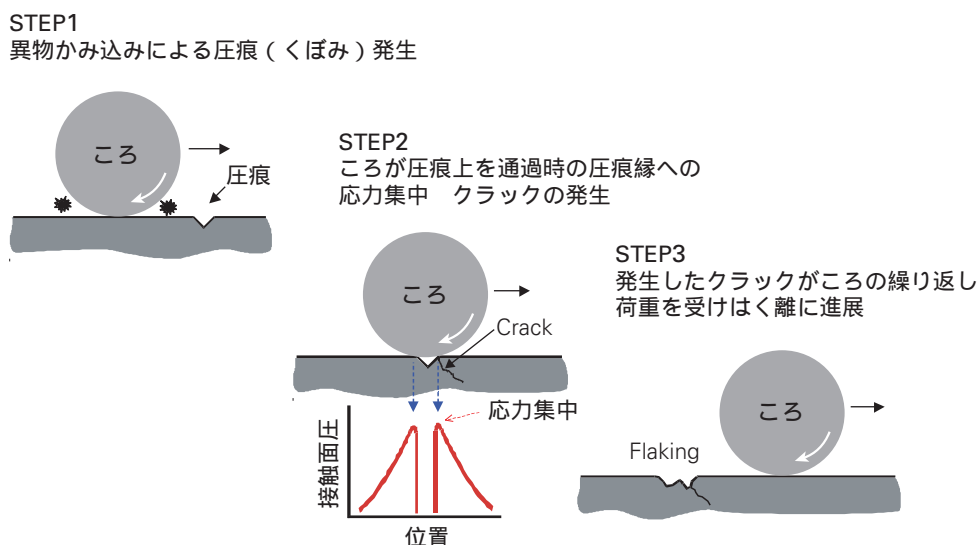 STEP1
異物かみ込みによる圧痕(くぼみ)発生
ころ
圧痕
STEP2
ころが圧痕上を通過時の圧痕縁への
応力集中 クラックの発生
ころ
Crack
応力集中
接触面圧
位置
STEP3
発生したクラックがころの繰り返し
荷重を受けはく離に進展
ころ
Flaking